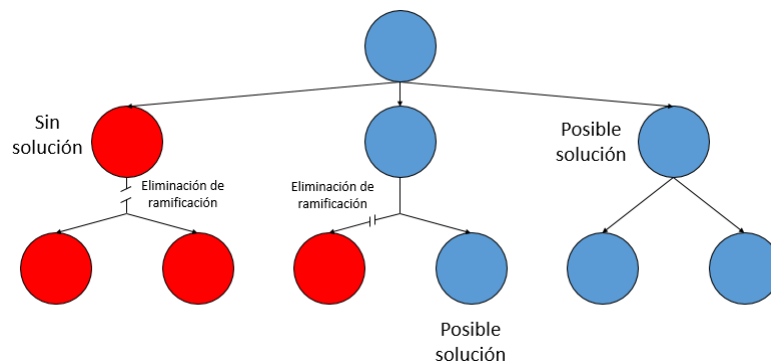 Sin
solución
Eliminación de
ramificación
Eliminación de
ramificación
Posible
solución
Posible
solución